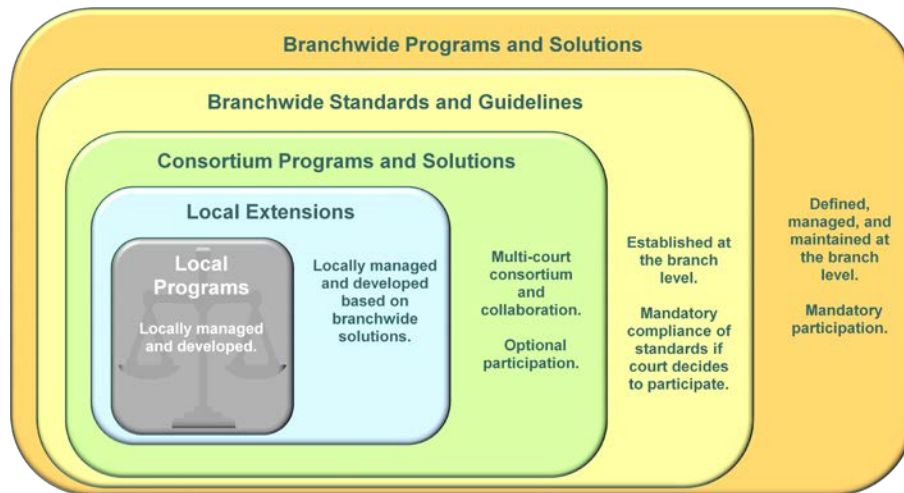 Branchwide Programs and Solutions
Branchwide Standards and Guidelines
Consortium Programs and Solutions
Local Extensions
Local
Programs
Locally managed
and developed.
Locally managed
and developed
based on
branchwide
solutions.
Multi-court
consortium
and
collaboration.
Optional
participation.
Established at
the branch
level.
Mandatory
compliance of
standards if
court decides
to participate.
Defined,
managed, and
maintained at
the branch
level.
Mandatory
participation.